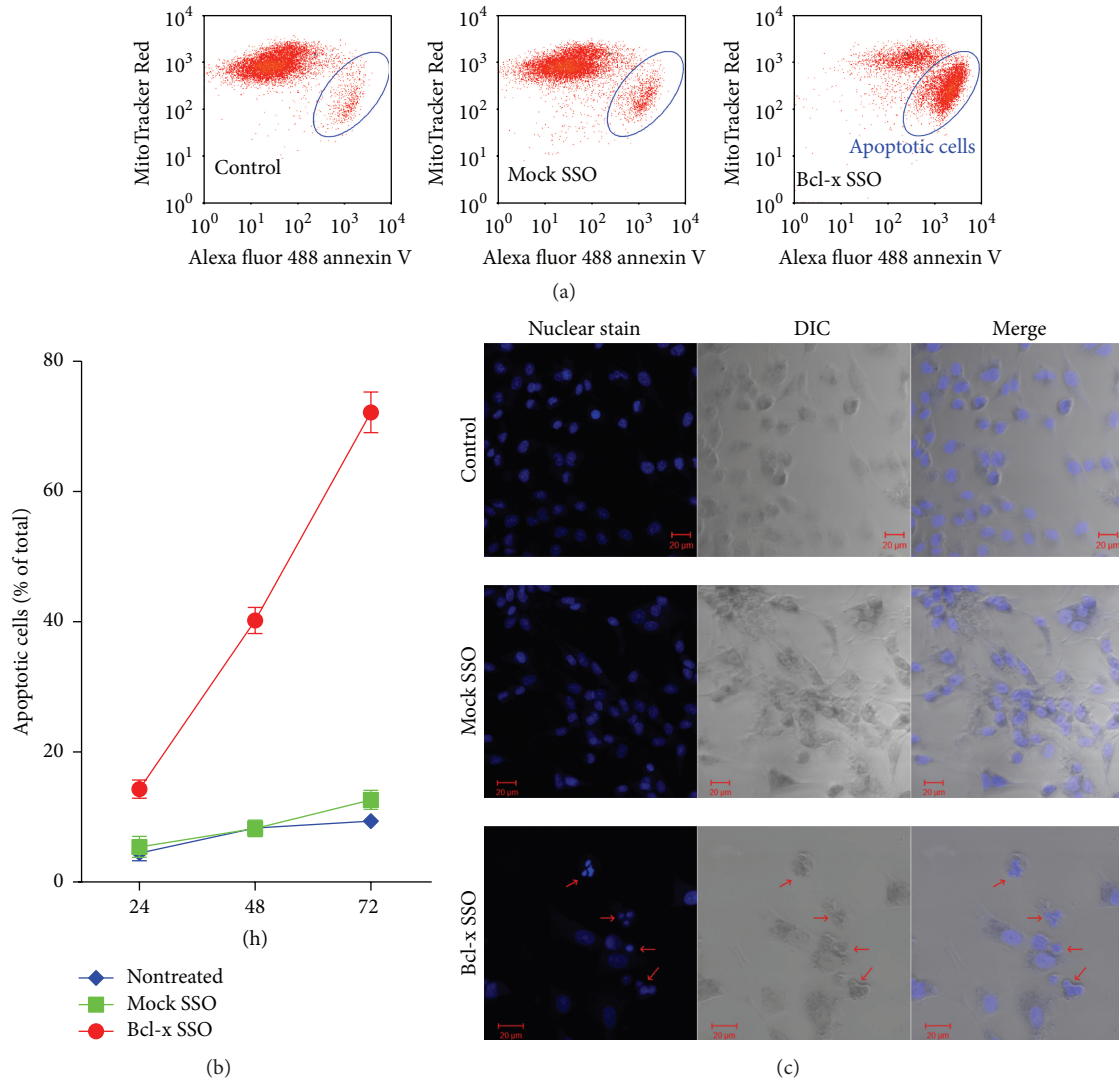 10⁴
10³
10²
10¹
10⁰
MitoTracker Red
Control
10⁰ 10¹ 10² 10³ 10⁴
Alexa fluor 488 annexin V
10⁴
10³
10²
10¹
10⁰
MitoTracker Red
Mock SSO
10⁰ 10¹ 10² 10³ 10⁴
Alexa fluor 488 annexin V
10⁴
10³
10²
10¹
10⁰
MitoTracker Red
Apoptotic cells
Bcl-x SSO
10⁰ 10¹ 10² 10³ 10⁴
Alexa fluor 488 annexin V
(a)
80
60
40
20
0
Apoptotic cells (% of total)
24 48 72
(h)
Nontreated
Mock SSO
Bcl-x SSO
(b)
Nuclear stain DIC Merge
Control
20 µm 20 µm 20 µm
Mock SSO
20 µm 20 µm 20 µm
Bcl-x SSO
20 µm 20 µm 20 µm
(c)